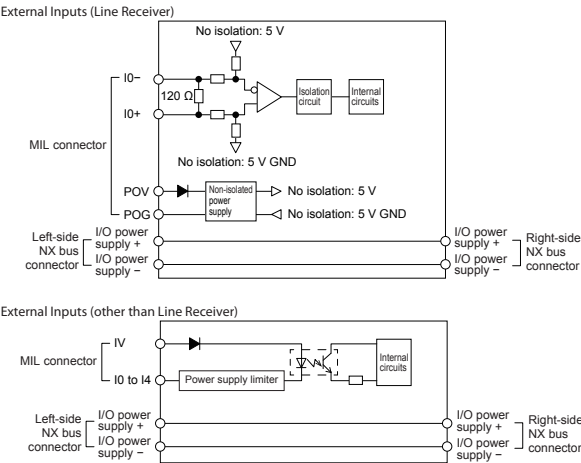 External Inputs (Line Receiver)
No isolation: 5 V
I0−
120 Ω
I0+
Isolation
circuit
Internal
circuits
MIL connector
No isolation: 5 V GND
POV
POG
Non-isolated
power
supply
No isolation: 5 V
No isolation: 5 V GND
Left-side
NX bus
connector
I/O power
supply +
I/O power
supply −
I/O power
supply +
I/O power
supply −
Right-side
NX bus
connector
External Inputs (other than Line Receiver)
IV
MIL connector
I0 to I4
Power supply limiter
Internal
circuits
Left-side
NX bus
connector
I/O power
supply +
I/O power
supply −
I/O power
supply +
I/O power
supply −
Right-side
NX bus
connector